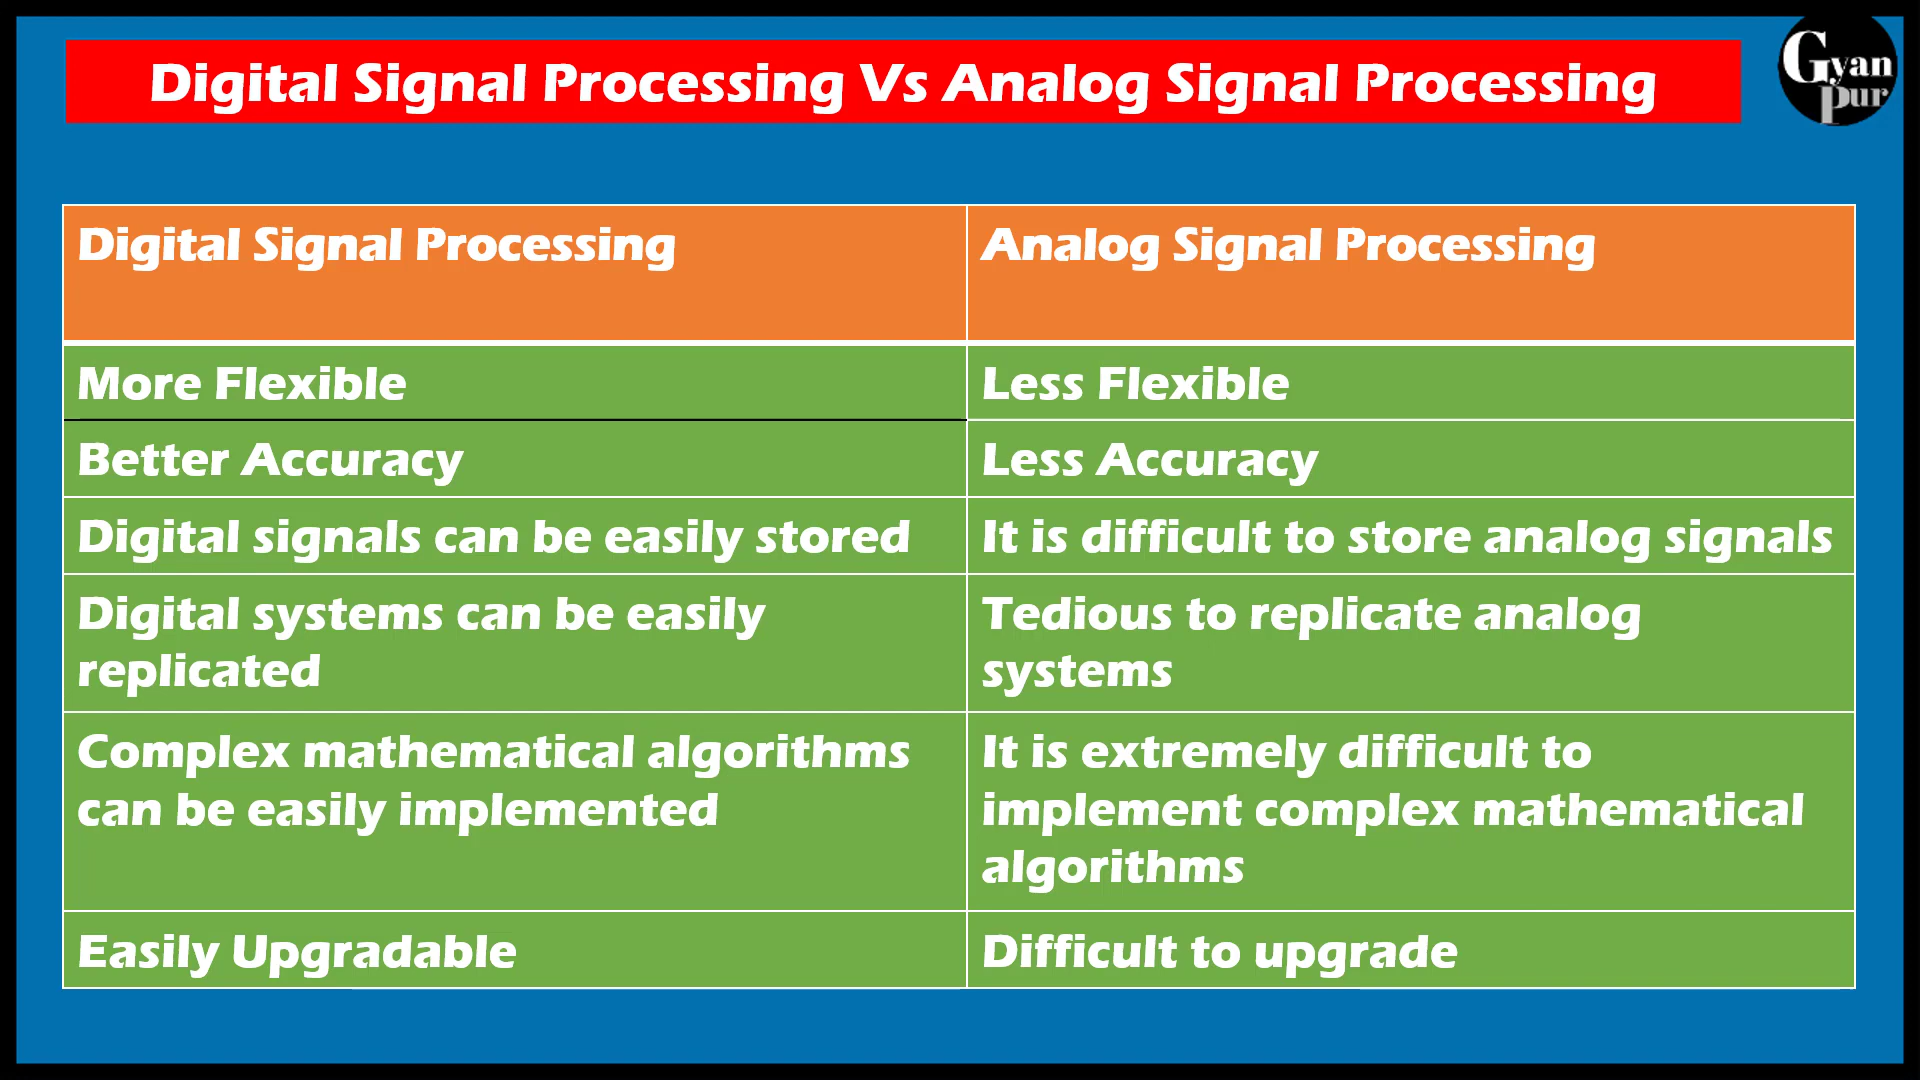 Digital Signal Processing Vs Analog Signal Processing
Gyan
Pur
Digital Signal Processing
Analog Signal Processing
More Flexible
Less Flexible
Better Accuracy
Less Accuracy
Digital signals can be easily stored
It is difficult to store analog signals
Digital systems can be easily
replicated
Tedious to replicate analog
systems
Complex mathematical algorithms
can be easily implemented
It is extremely difficult to
implement complex mathematical
algorithms
Easily Upgradable
Difficult to upgrade